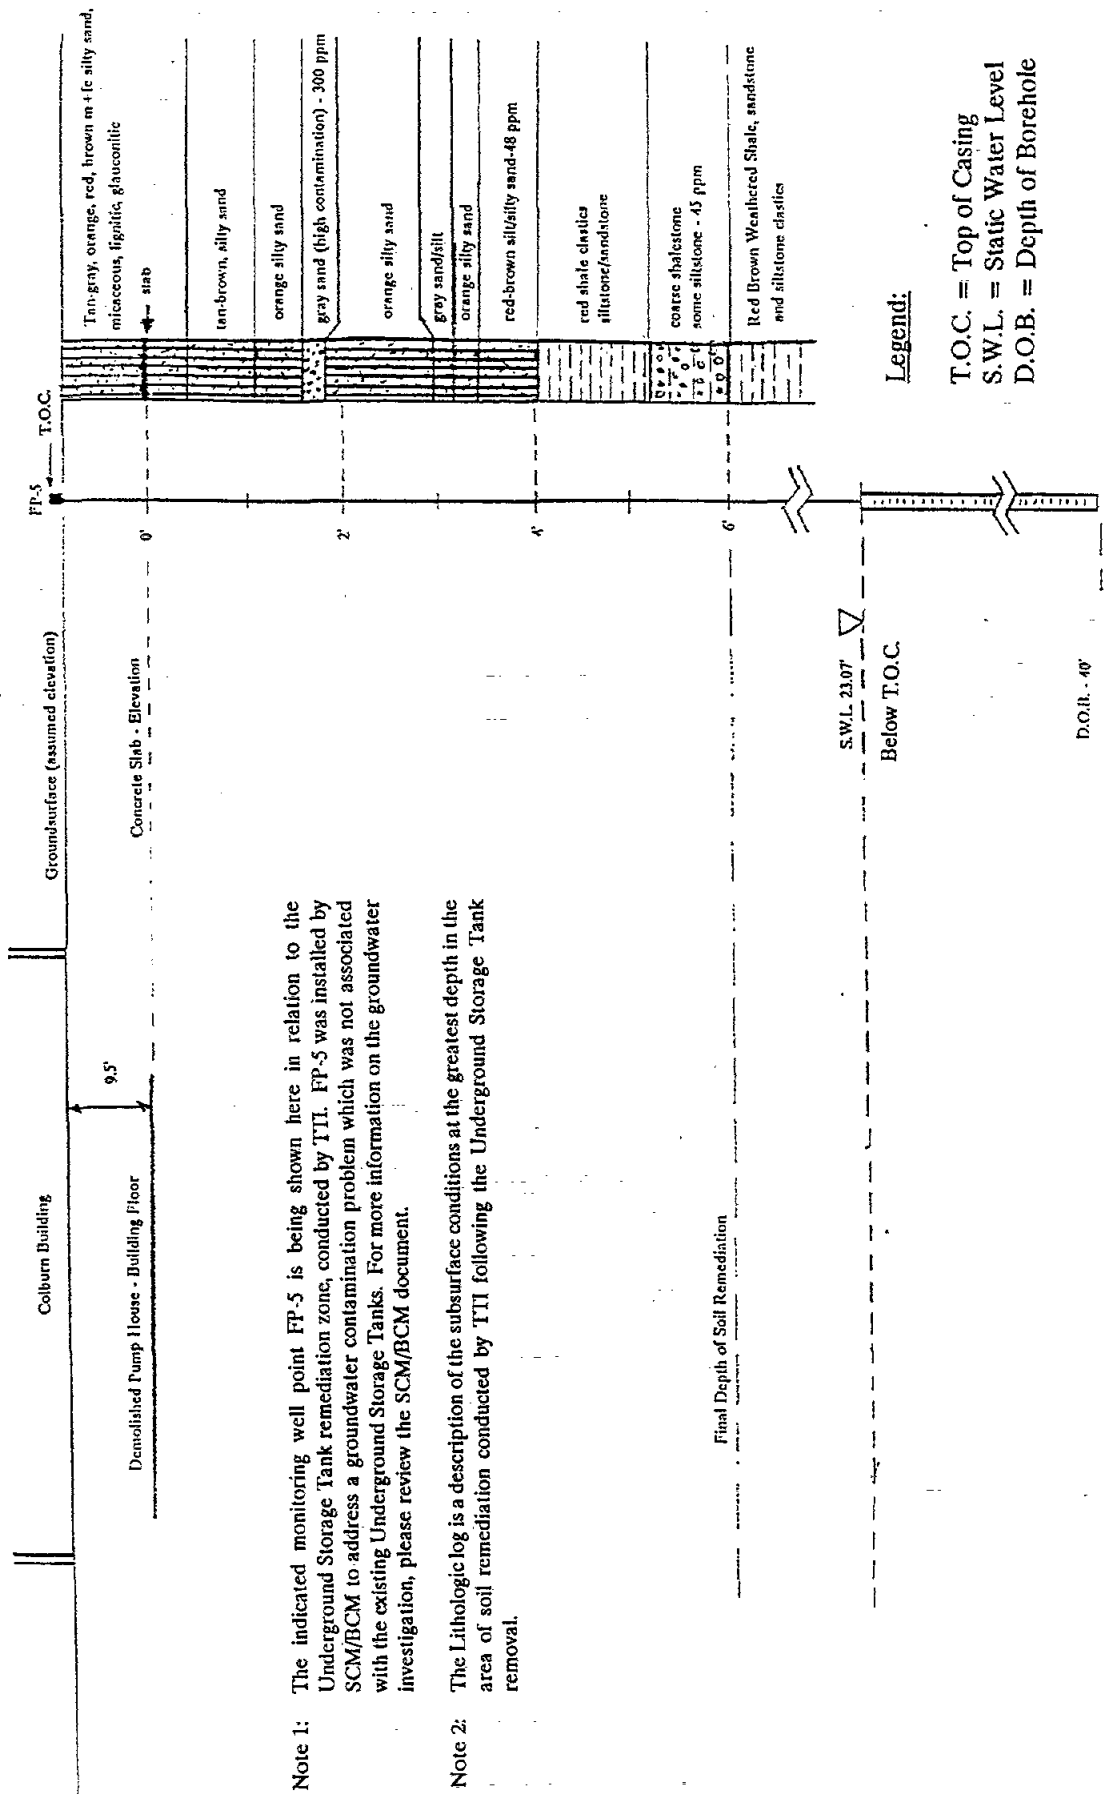 Colburn Building
Groundsurface (assumed elevation)
FP-5
T.O.C.
9.5'
Demolished Pump House - Building Floor
Concrete Slab - Elevation
0'
2'
4'
6'
Tan-gray, orange, red, brown m+fc silty sand,
micaceous, lignitic, glauconitic
slab
tan-brown, silty sand
orange silty sand
gray sand (high contamination) - 300 ppm
orange silty sand
gray sand/silt
orange silty sand
red-brown silt/silty sand-48 ppm
red shale clastics
siltstone/sandstone
coarse shalestone
some siltstone - 45 ppm
Red Brown Weathered Shale, sandstone
and siltstone clastics
Note 1: The indicated monitoring well point FP-5 is being shown here in relation to the
Underground Storage Tank remediation zone, conducted by TTI. FP-5 was installed by
SCM/BCM to address a groundwater contamination problem which was not associated
with the existing Underground Storage Tanks. For more information on the groundwater
investigation, please review the SCM/BCM document.
Note 2: The Lithologic log is a description of the subsurface conditions at the greatest depth in the
area of soil remediation conducted by TTI following the Underground Storage Tank
removal.
Final Depth of Soil Remediation
S.W.L. 23.07'
Below T.O.C.
D.O.B. - 40'
Legend:
T.O.C. = Top of Casing
S.W.L. = Static Water Level
D.O.B. = Depth of Borehole